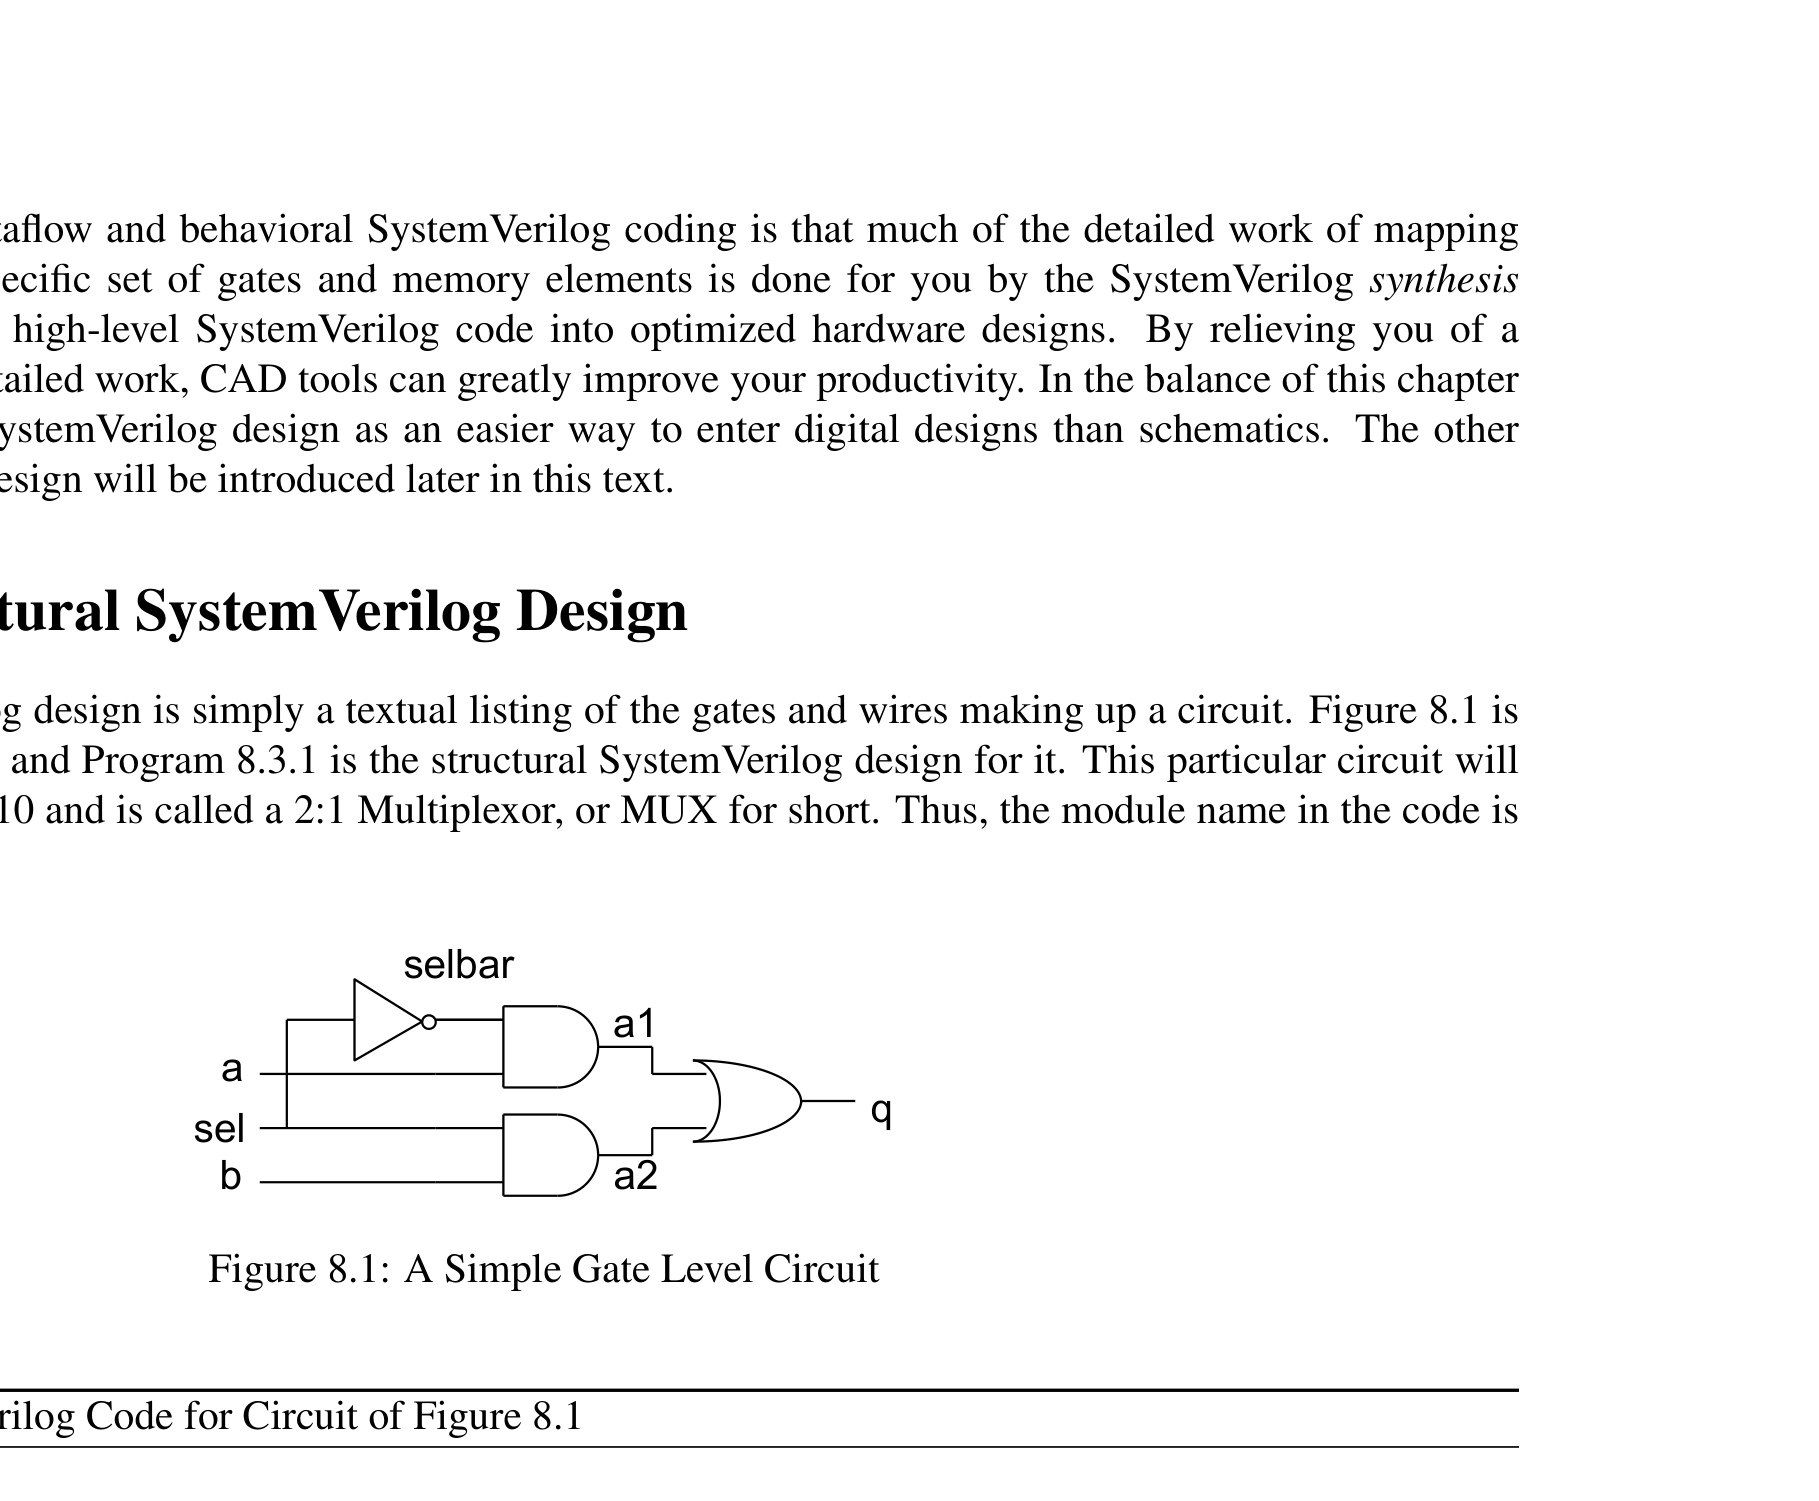 and behavioral SystemVerilog coding is that much of the detailed work of mapping
set of gates and memory elements is done for you by the SystemVerilog synthesis
high-level SystemVerilog code into optimized hardware designs. By relieving you of a
work, CAD tools can greatly improve your productivity. In the balance of this chapter
design as an easier way to enter digital designs than schematics. The other
will be introduced later in this text.
SystemVerilog Design
design is simply a textual listing of the gates and wires making up a circuit. Figure 8.1 is
and Program 8.3.1 is the structural SystemVerilog design for it. This particular circuit will
10 and is called a 2:1 Multiplexor, or MUX for short. Thus, the module name in the code is
selbar
a1
a
sel
q
b
a2
Figure 8.1: A Simple Gate Level Circuit
Code for Circuit of Figure 8.1